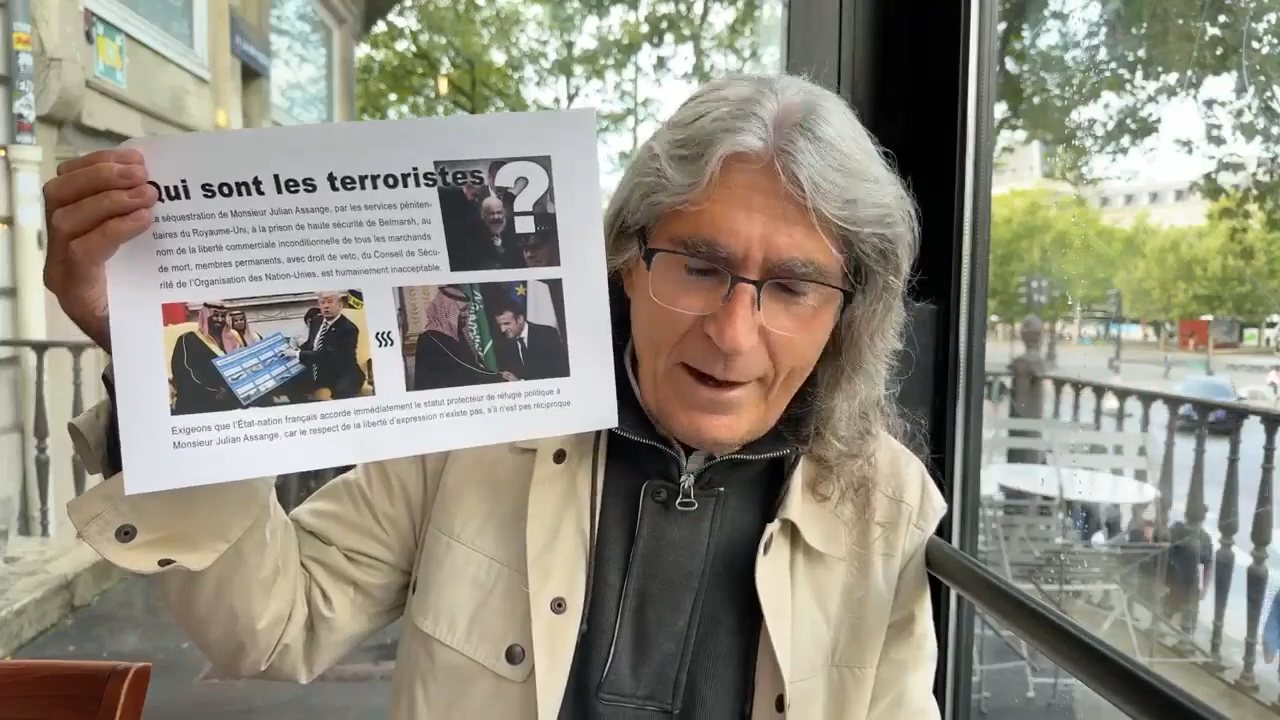 Qui sont les terroristes ?
La séquestration de Monsieur Julian Assange, par les services péniten-
tiaires du Royaume-Uni, à la prison de haute sécurité de Belmarsh, au
nom de la liberté commerciale inconditionnelle de tous les marchands
de mort, membres permanents, avec droit de veto, du Conseil de Sécu-
rité de l'Organisation des Nation-Unies, est humainement inacceptable.
$$$
Exigeons que l'État-nation français accorde immédiatement le statut protecteur de réfugié politique à
Monsieur Julian Assange, car le respect de la liberté d'expression n'existe pas, s'il n'est pas réciproque.